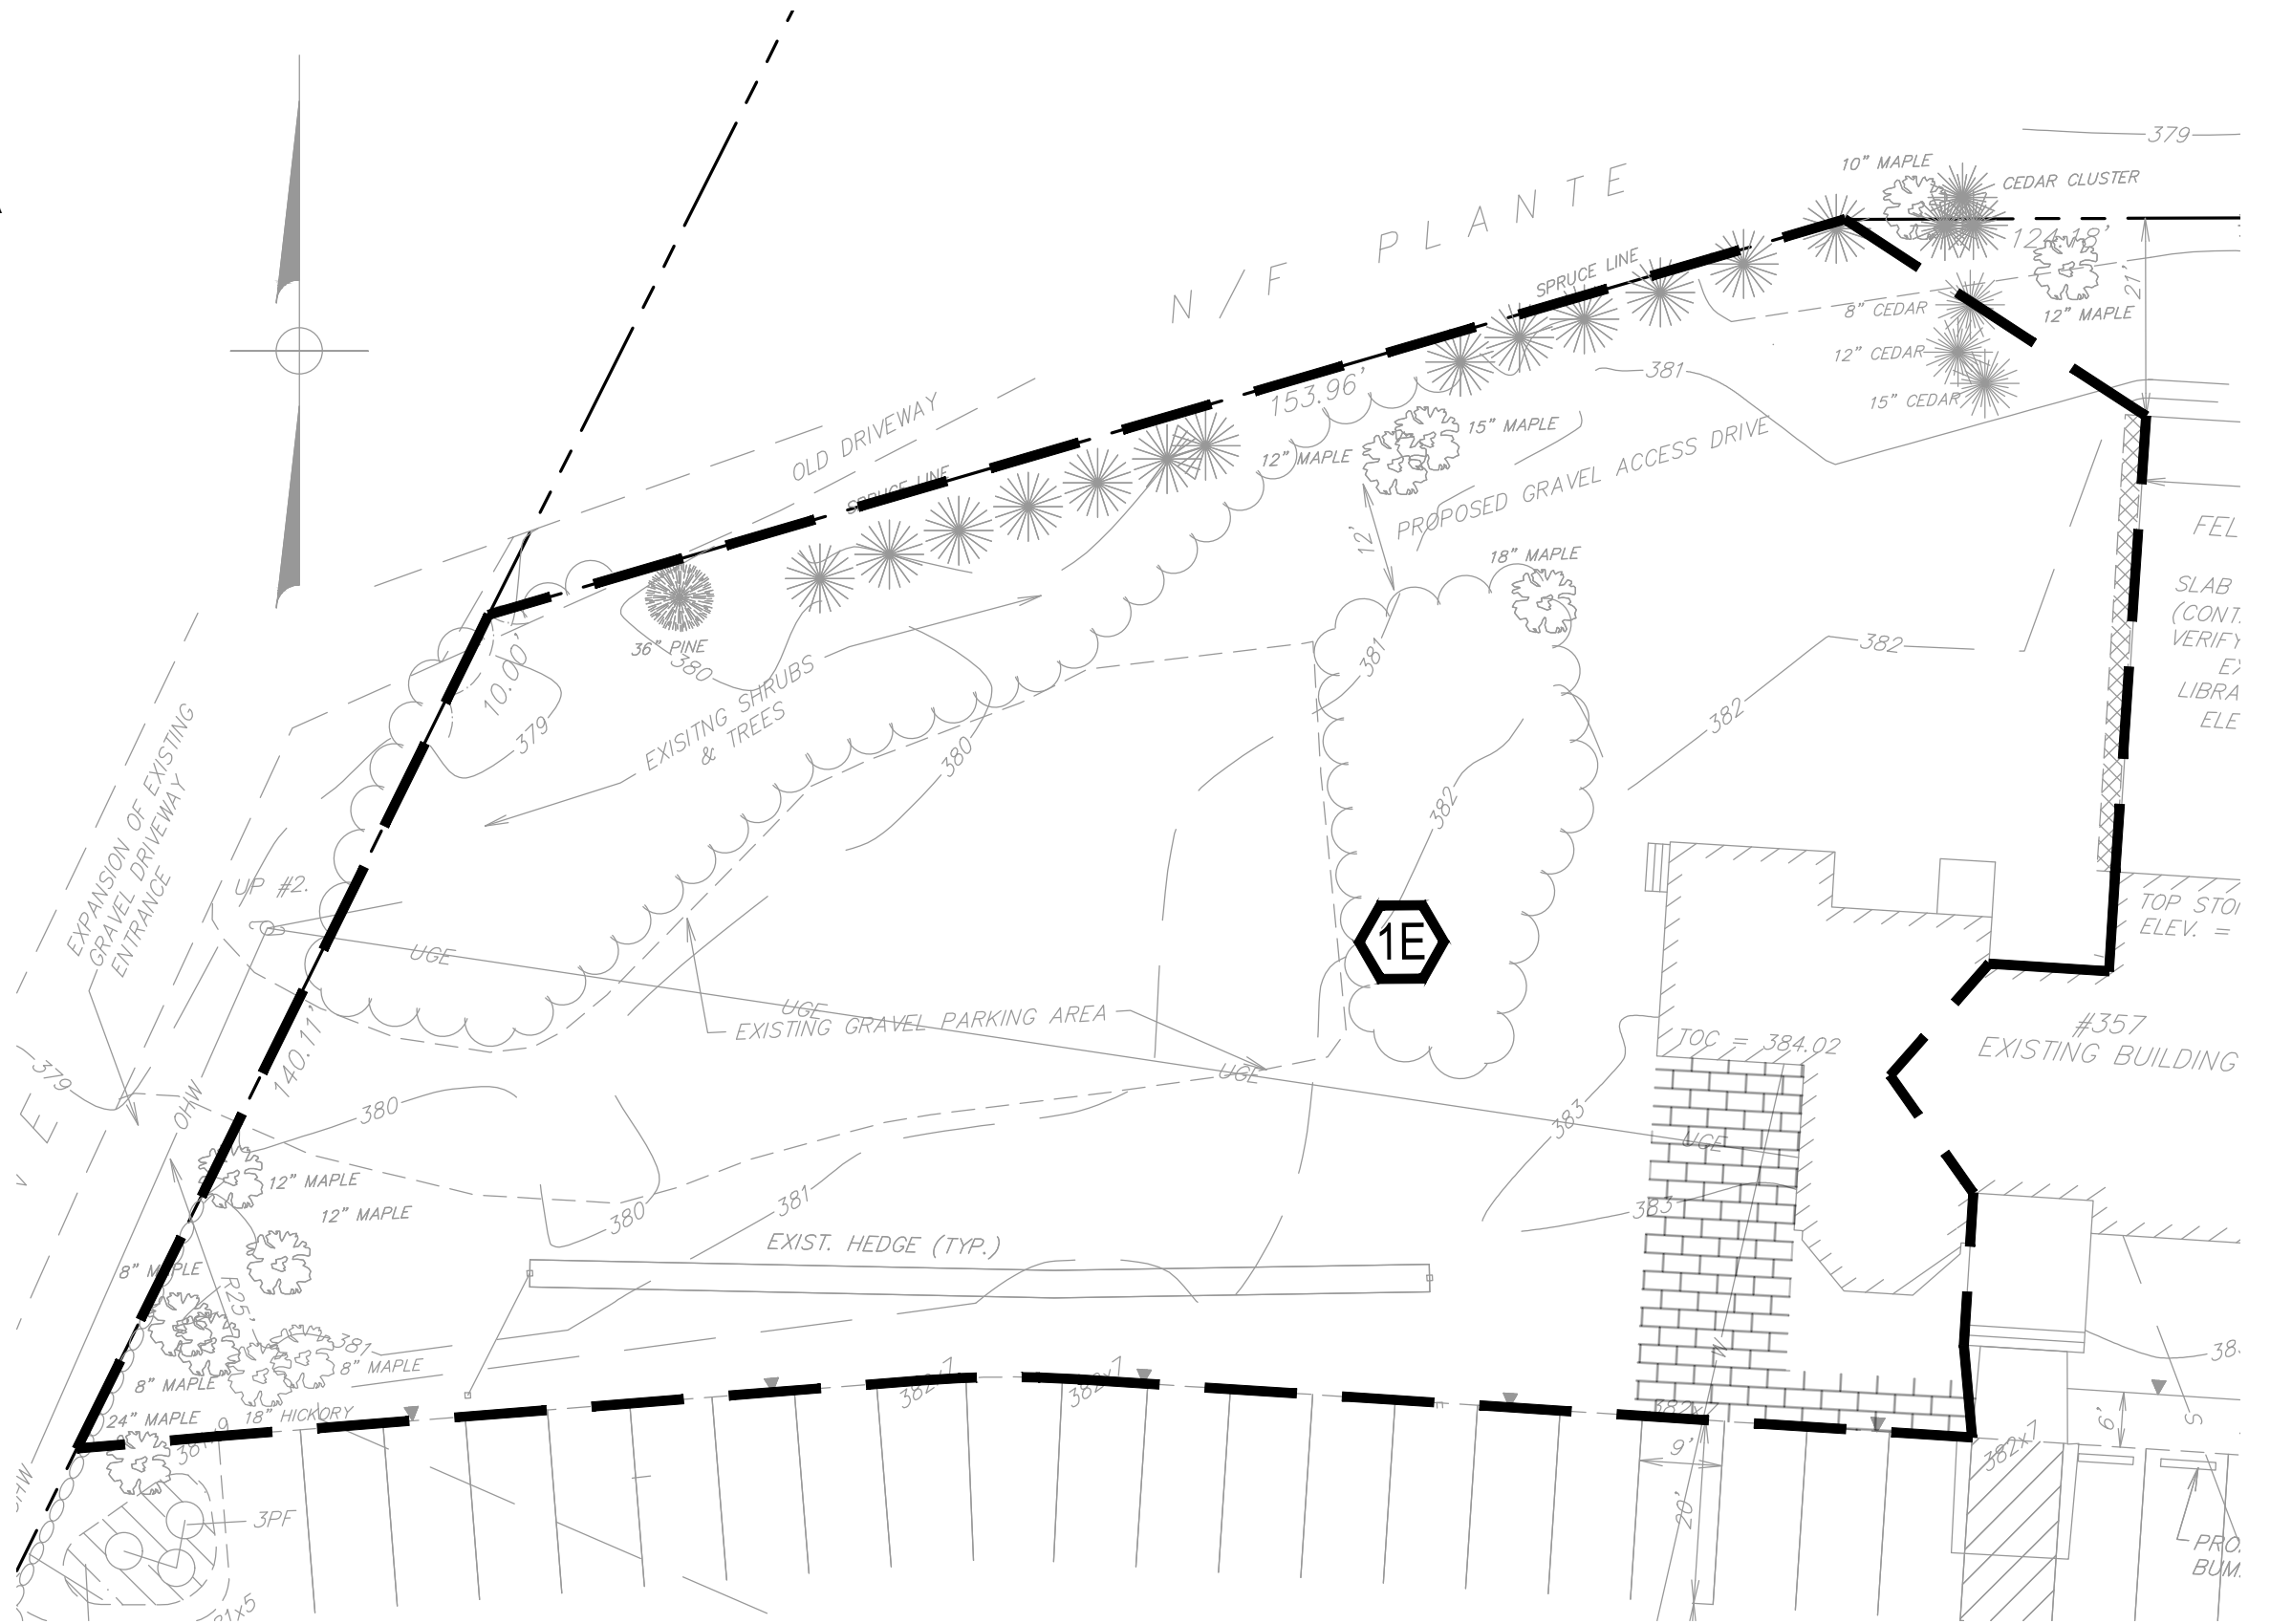 379
10" MAPLE
CEDAR CLUSTER
N/F PLANTE
124.18'
21'
SPRUCE LINE
8" CEDAR
12" MAPLE
12" CEDAR
381
15" CEDAR
153.96'
OLD DRIVEWAY
15" MAPLE
12" MAPLE
PROPOSED GRAVEL ACCESS DRIVE
SPRUCE LINE
12'
18" MAPLE
FEL
SLAB
(CONT.
VERIFY
EX
LIBRA
ELE
36" PINE
380
10.00'
381
382
382
379
EXISITNG SHRUBS
& TREES
380
382
EXPANSION OF EXISTING
GRAVEL DRIVEWAY
ENTRANCE
UP #2.
TOP STO
ELEV. =
1E
UGE
UGE
EXISTING GRAVEL PARKING AREA
#357
EXISTING BUILDING
TOC = 384.02
140.11'
379
OHW
E
UGE
380
383
UGE
12" MAPLE
12" MAPLE
381
380
383
EXIST. HEDGE (TYP.)
8" MAPLE
R25'
381
8" MAPLE
W
38
8" MAPLE
382x7
382x7
24" MAPLE
18" HICKORY
6'
S
9'
382x7
20'
3PF
PRO
BUM